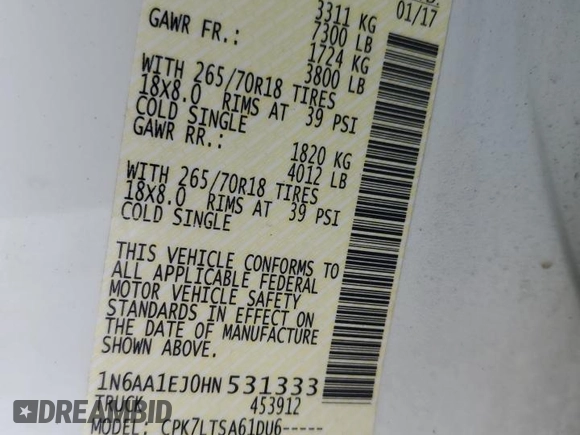 01/17
3311 KG
7300 LB
GAWR FR.:
1724 KG
3800 LB
WITH 265/70R18 TIRES
18X8.0 RIMS AT 39 PSI
COLD SINGLE
GAWR RR.:
1820 KG
4012 LB
WITH 265/70R18 TIRES
18X8.0 RIMS AT 39 PSI
COLD SINGLE
THIS VEHICLE CONFORMS TO
ALL APPLICABLE FEDERAL
MOTOR VEHICLE SAFETY
STANDARDS IN EFFECT ON
THE DATE OF MANUFACTURE
SHOWN ABOVE.
1N6AA1EJ0HN531333
TRUCK 453912
MODEL: CPK7LTSA61DU6-----
DREAMBID